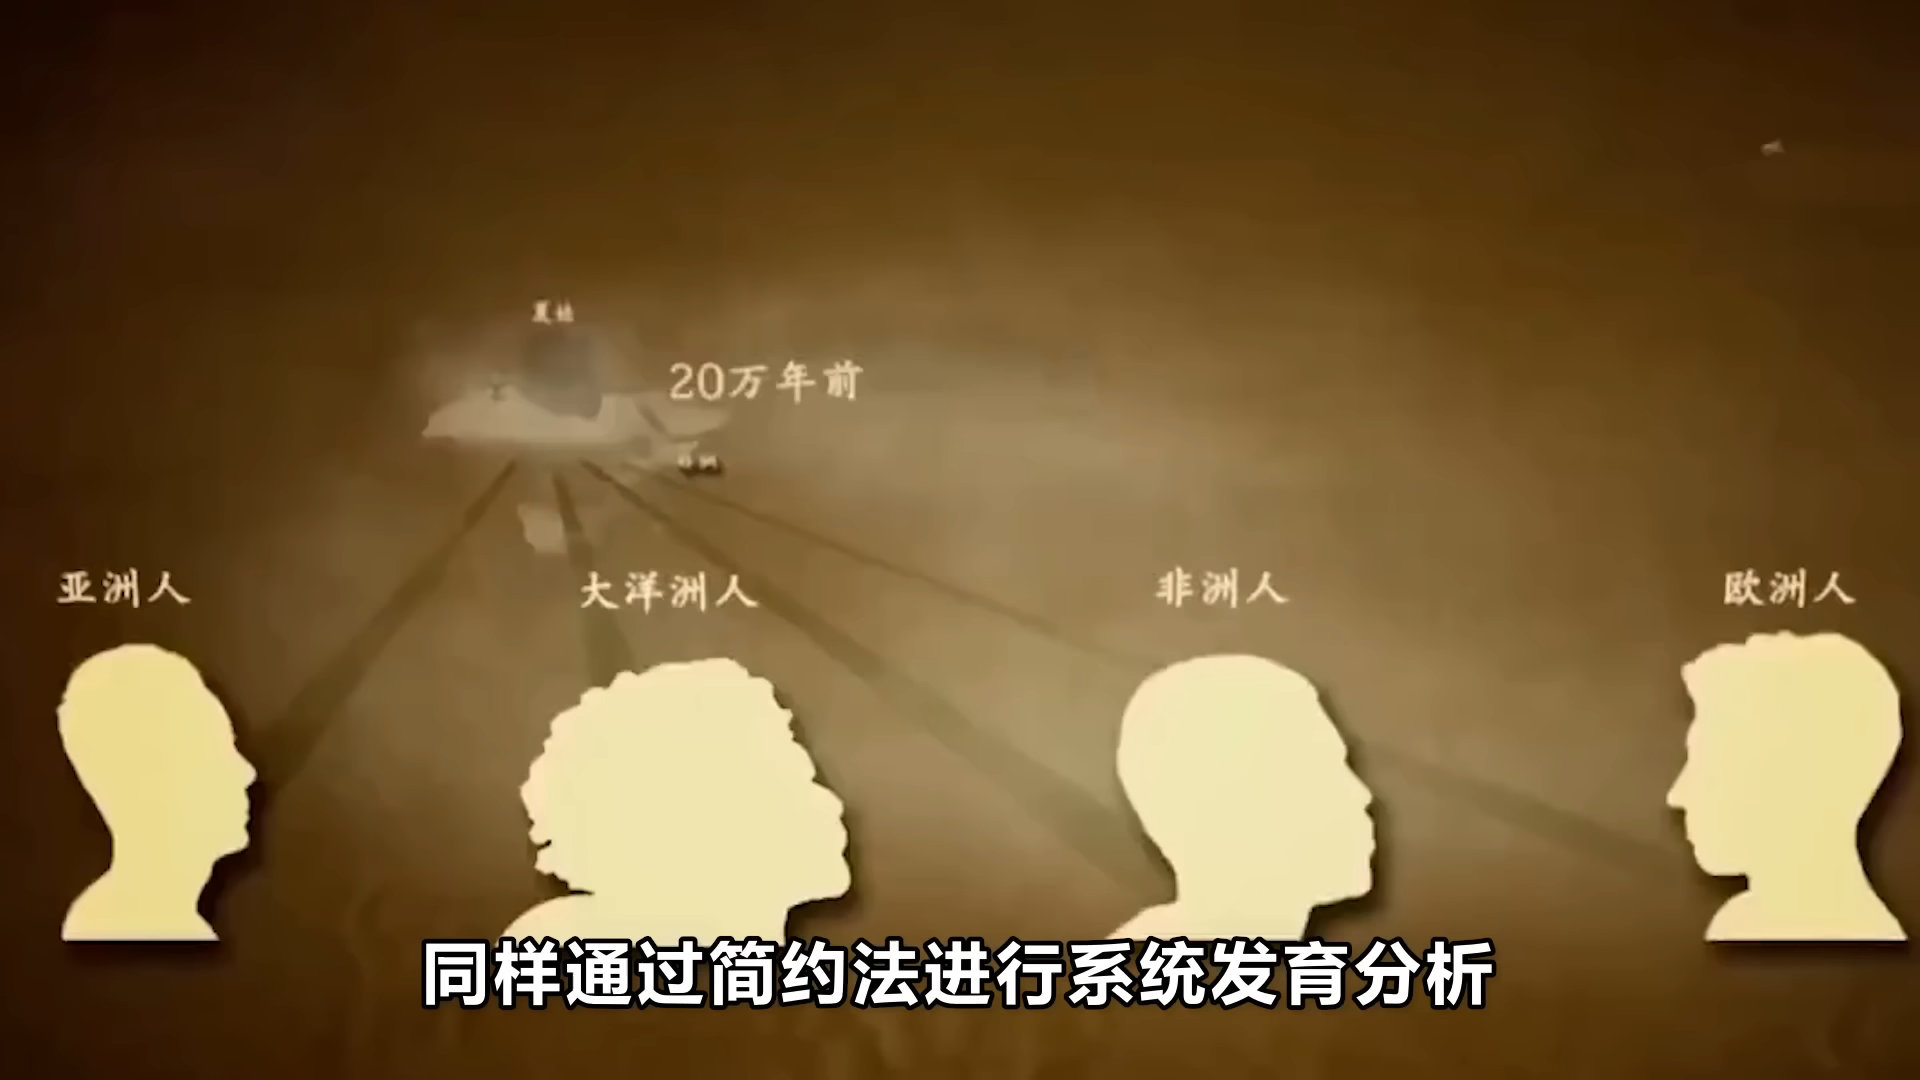 20万年前
亚洲人
大洋洲人
非洲人
欧洲人
同样通过简约法进行系统发育分析